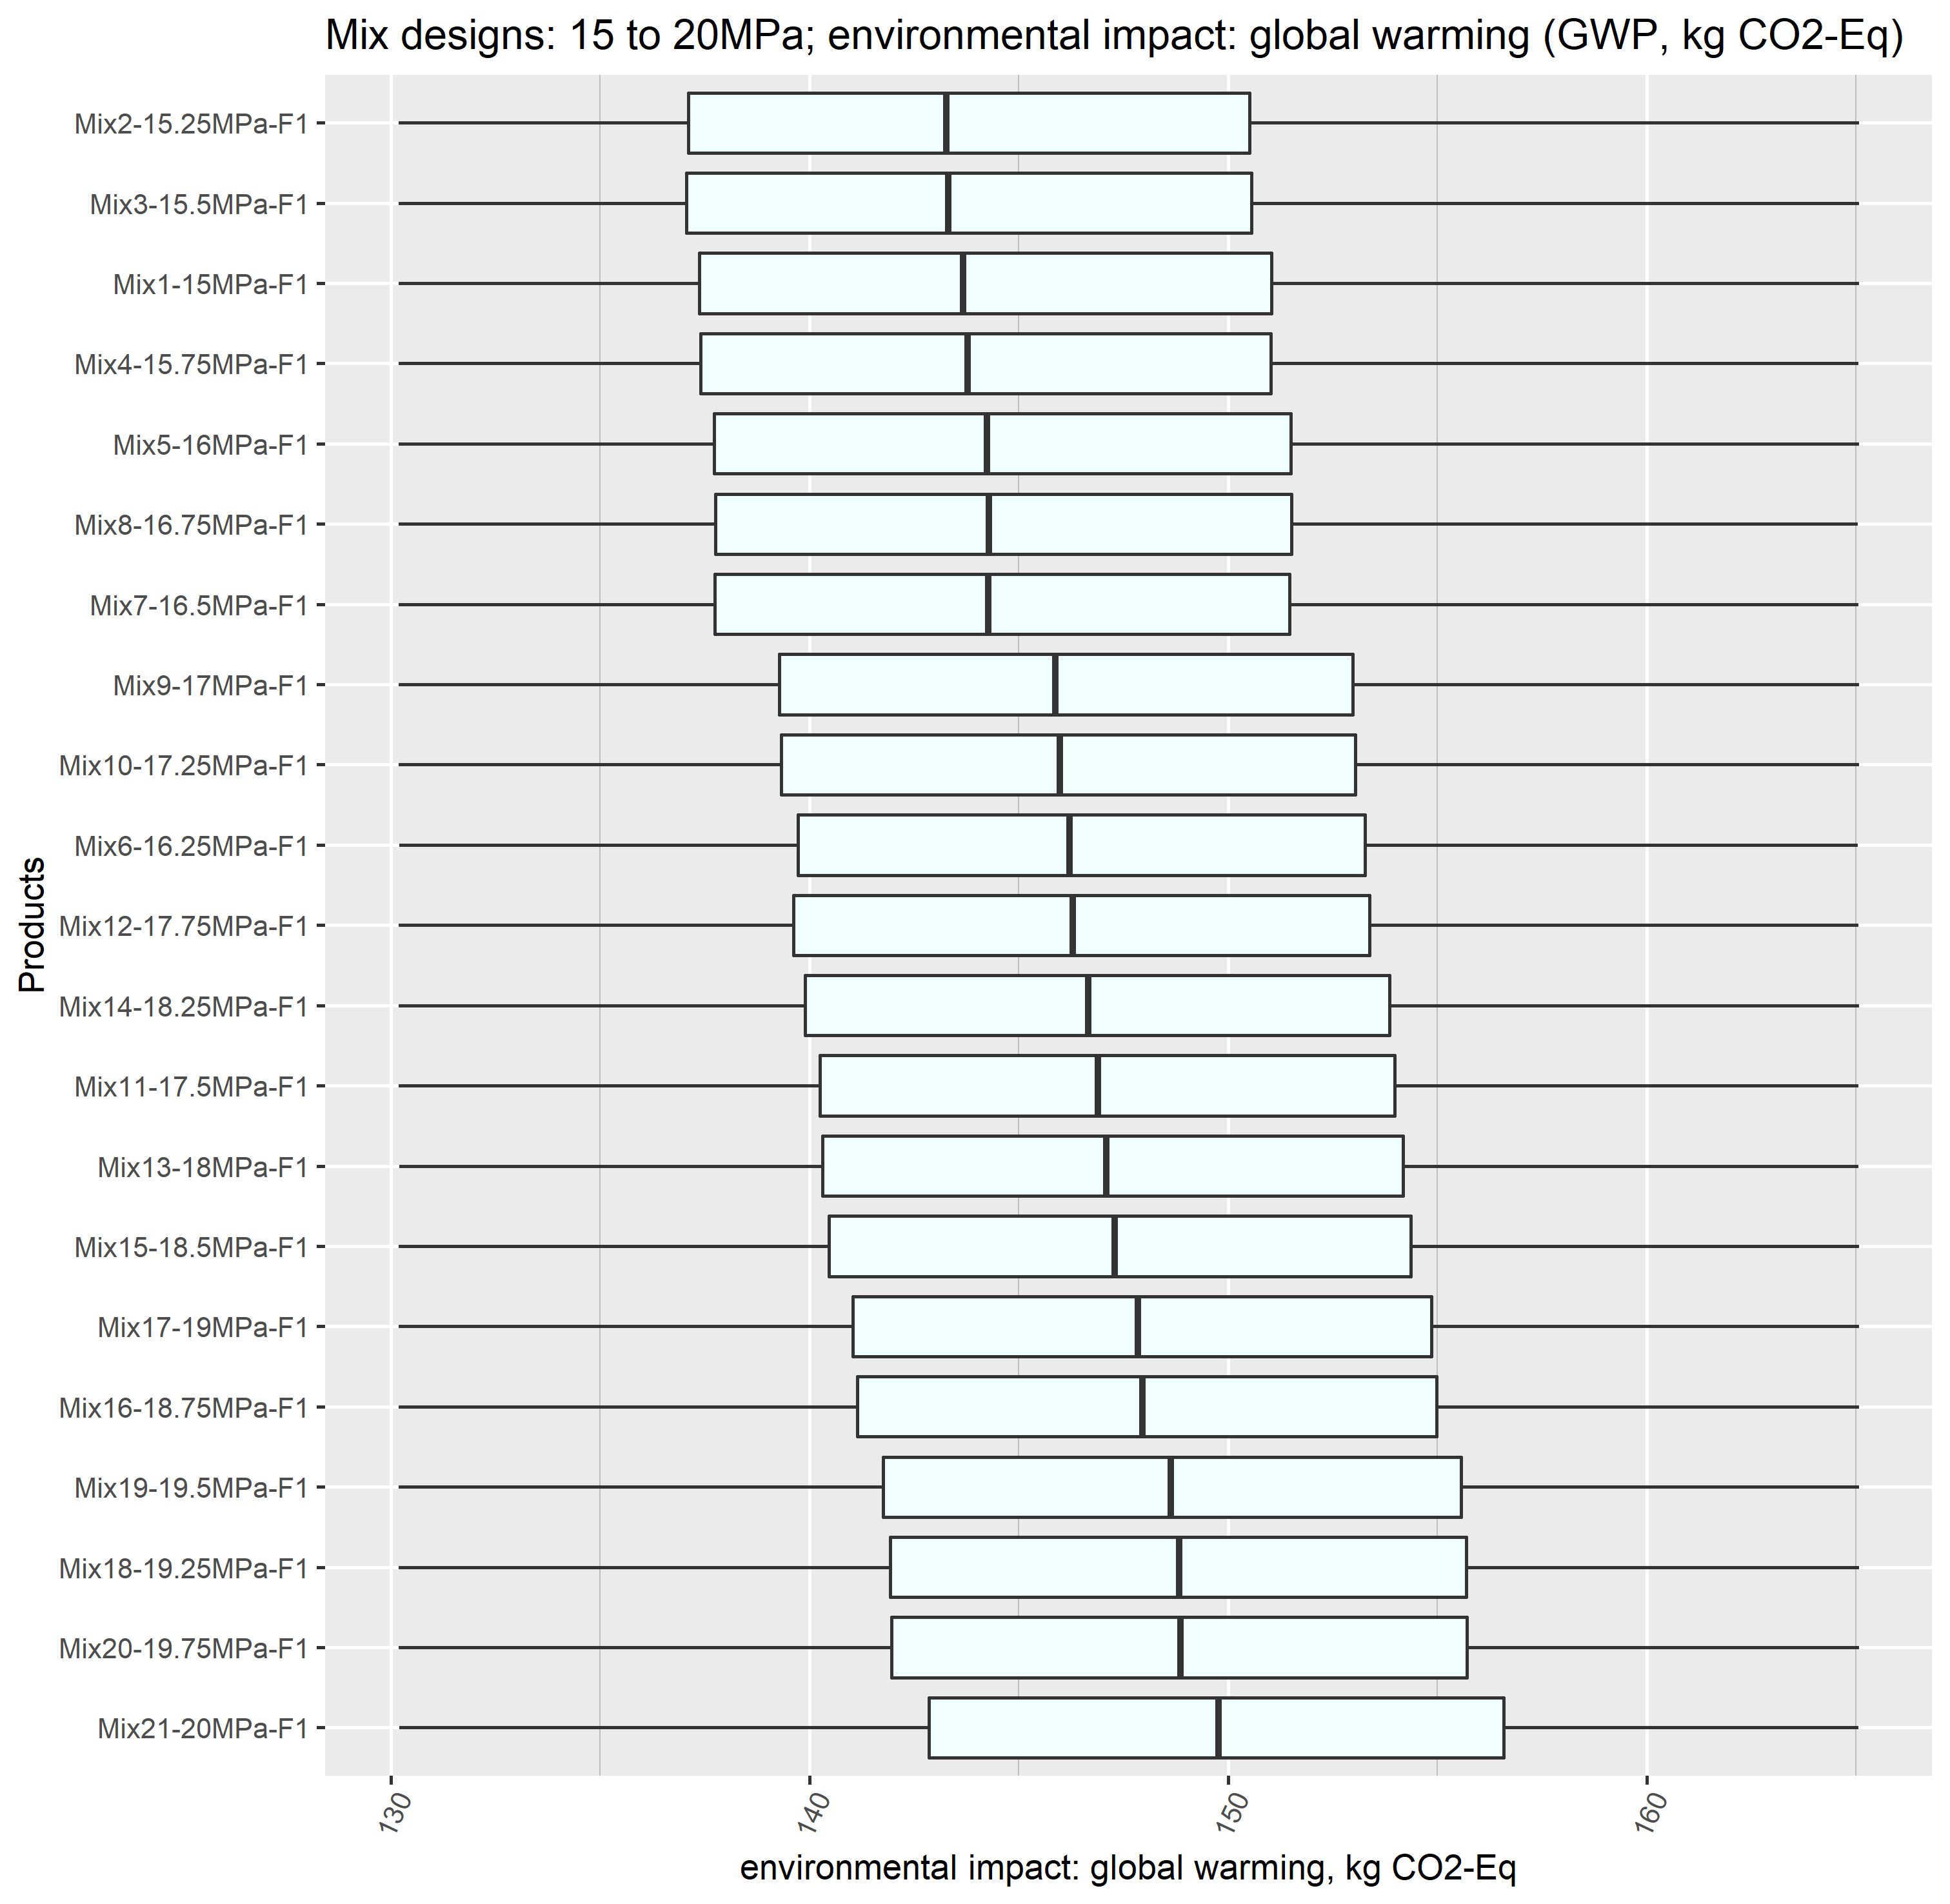 Mix designs: 15 to 20MPa; environmental impact: global warming (GWP, kg CO2-Eq)
Mix2-15.25MPa-F1
Mix3-15.5MPa-F1
Mix1-15MPa-F1
Mix4-15.75MPa-F1
Mix5-16MPa-F1
Mix8-16.75MPa-F1
Mix7-16.5MPa-F1
Mix9-17MPa-F1
Mix10-17.25MPa-F1
Mix6-16.25MPa-F1
Mix12-17.75MPa-F1
Mix14-18.25MPa-F1
Mix11-17.5MPa-F1
Mix13-18MPa-F1
Mix15-18.5MPa-F1
Mix17-19MPa-F1
Mix16-18.75MPa-F1
Mix19-19.5MPa-F1
Mix18-19.25MPa-F1
Mix20-19.75MPa-F1
Mix21-20MPa-F1
Products
130
140
150
160
environmental impact: global warming, kg CO2-Eq